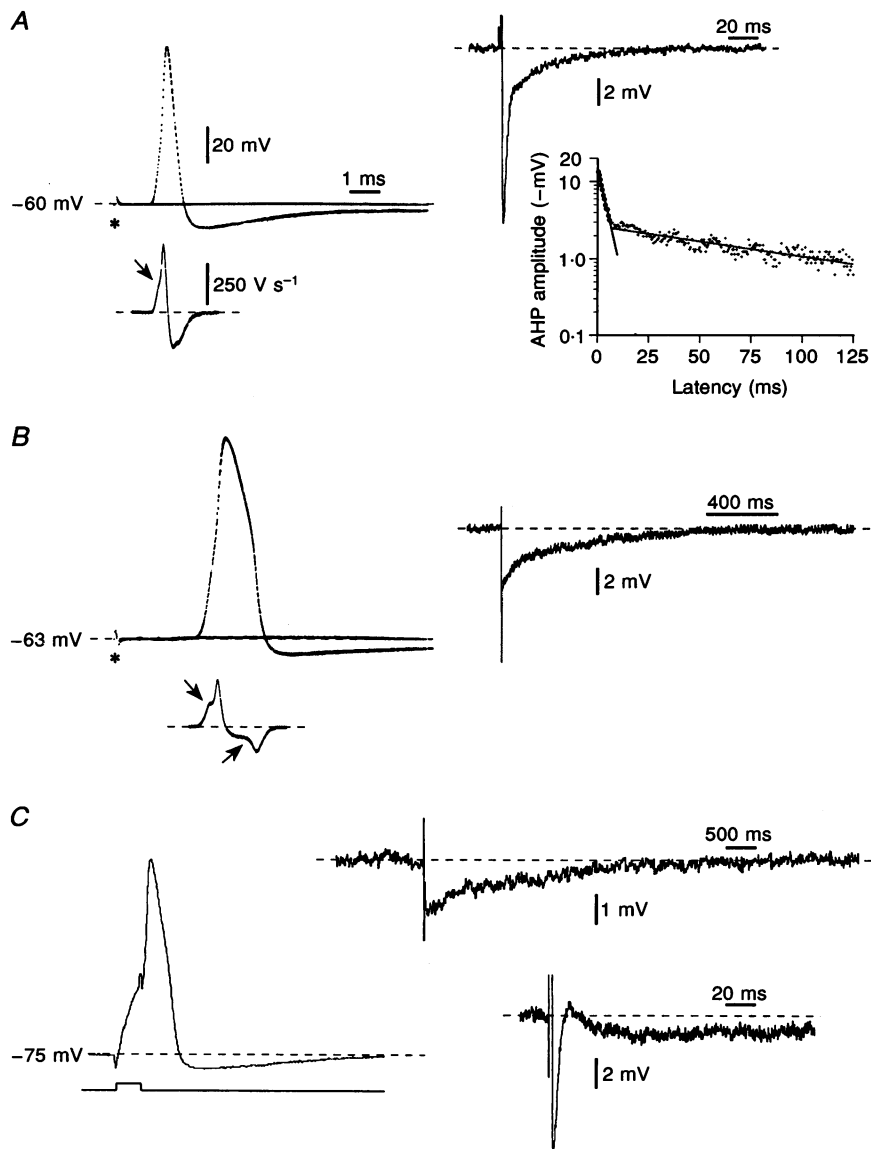 A
20 mV
1 ms
−60 mV
*
250 V s⁻¹
20 ms
2 mV
AHP amplitude (−mV)
20
10
1·0
0·1
0
25
50
75
100
125
Latency (ms)
B
−63 mV
*
400 ms
2 mV
C
−75 mV
500 ms
1 mV
20 ms
2 mV